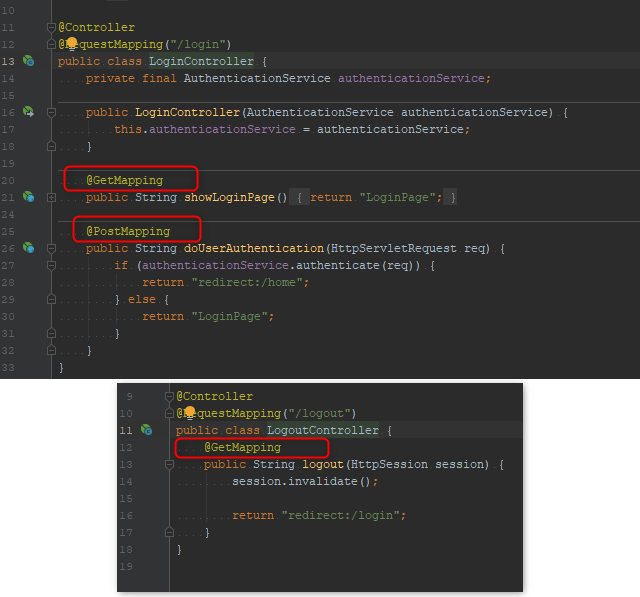 10
11 @Controller
12 @RequestMapping("/login")
13 public class LoginController {
14 private final AuthenticationService authenticationService;
15
16 public LoginController(AuthenticationService authenticationService) {
17 this.authenticationService = authenticationService;
18 }
19
20 @GetMapping
21 public String showLoginPage() { return "LoginPage"; }
24
25 @PostMapping
26 public String doUserAuthentication(HttpServletRequest req) {
27 if (authenticationService.authenticate(req)) {
28 return "redirect:/home";
29 } else {
30 return "LoginPage";
31 }
32 }
33 }
9 @Controller
10 @RequestMapping("/logout")
11 public class LogoutController {
12 @GetMapping
13 public String logout(HttpSession session) {
14 session.invalidate();
15
16 return "redirect:/login";
17 }
18 }
19